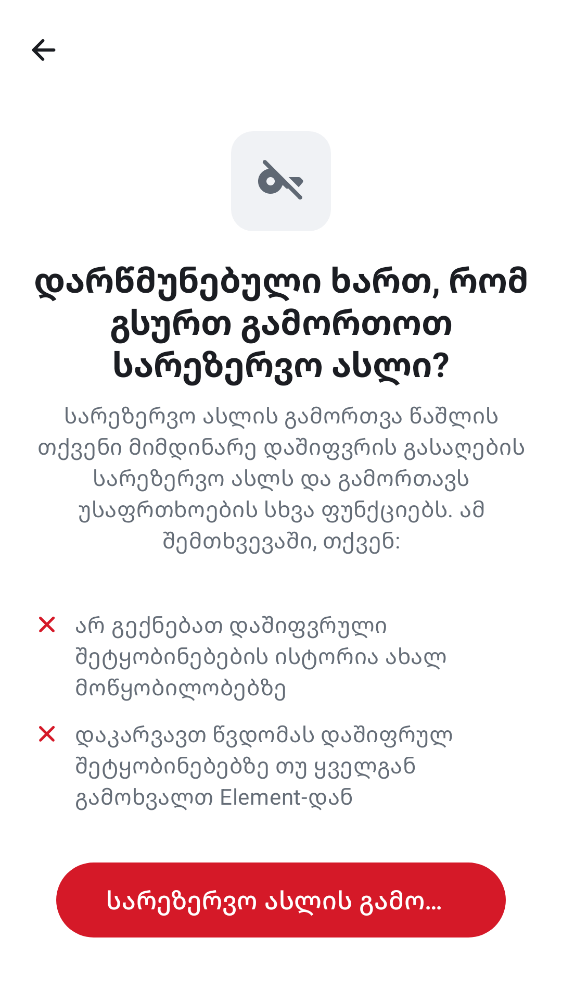 დარწმუნებული ხართ, რომ
გსურთ გამორთოთ
სარეზერვო ასლი?
სარეზერვო ასლის გამორთვა წაშლის
თქვენი მიმდინარე დაშიფვრის გასაღების
სარეზერვო ასლს და გამორთავს
უსაფრთხოების სხვა ფუნქციებს. ამ
შემთხვევაში, თქვენ:
არ გექნებათ დაშიფვრული
შეტყობინებების ისტორია ახალ
მოწყობილობებზე
დაკარვავთ წვდომას დაშიფრულ
შეტყობინებებზე თუ ყველგან
გამოხვალთ Element-დან
სარეზერვო ასლის გამო...